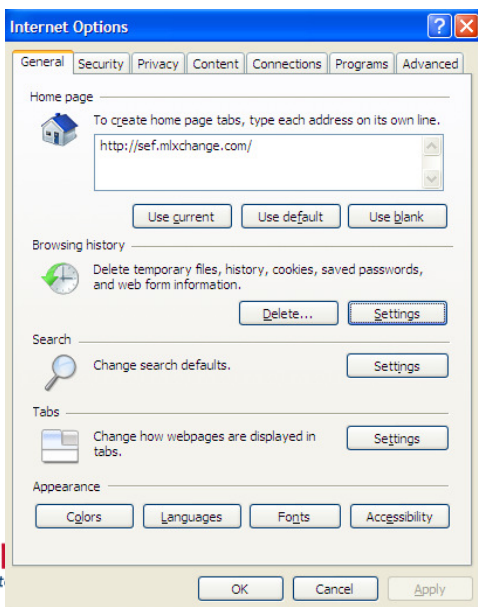 Internet Options
General Security Privacy Content Connections Programs Advanced
Home page
To create home page tabs, type each address on its own line.
http://sef.mlxchange.com/
Use current Use default Use blank
Browsing history
Delete temporary files, history, cookies, saved passwords,
and web form information.
Delete... Settings
Search
Change search defaults. Settings
Tabs
Change how webpages are displayed in
tabs.
Settings
Appearance
Colors Languages Fonts Accessibility
OK Cancel Apply